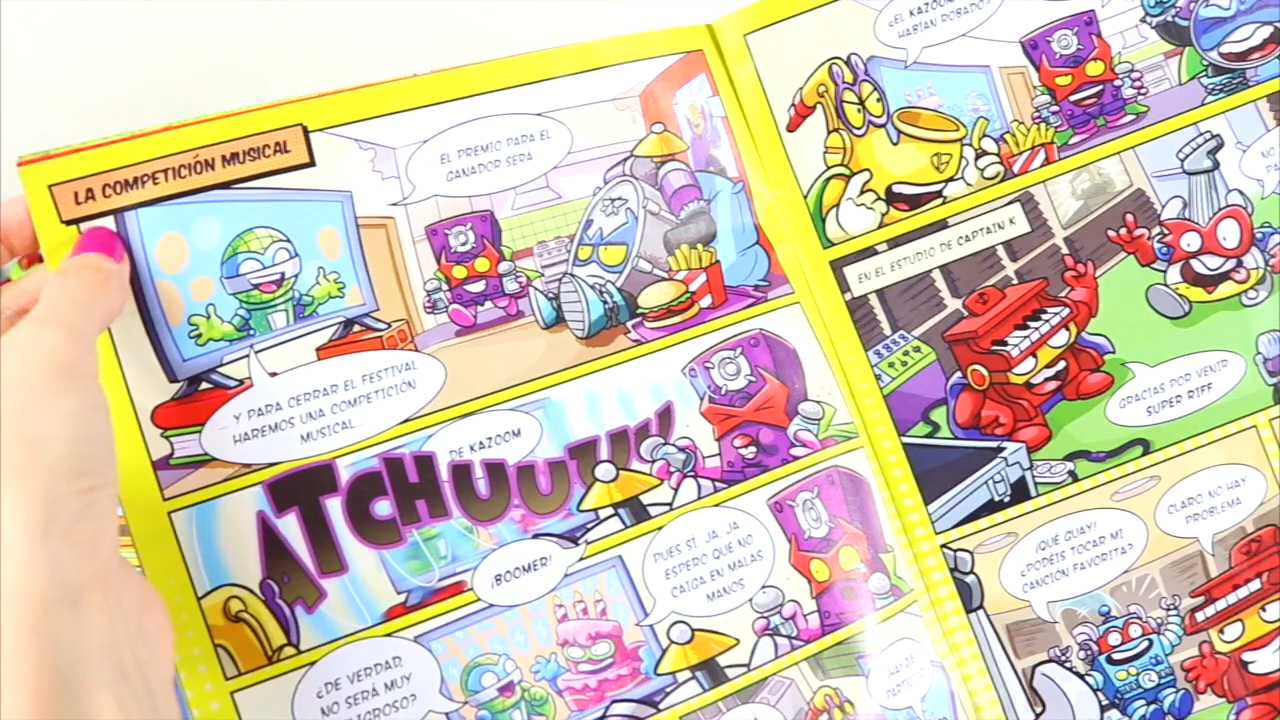 LA COMPETICIÓN MUSICAL
EL PREMIO PARA EL
GANADOR SERÁ
Y PARA CERRAR EL FESTIVAL
HAREMOS UNA COMPETICIÓN
MUSICAL...
DE KAZOOM
ATCHUUUU
¡BOOMER!
PUES SÍ JA...JA
ESPERO QUE NO
CAIGA EN MALAS
MANOS
¿DE VERDAD,
NO SERÁ MUY
¿EL KAZOOM
HABÍAN ROBADO?
NO
EN EL ESTUDIO DE CAPTAIN K
GRACIAS POR VENIR
SUPER RIFF
¡QUÉ GUAY!
¿PODÉIS TOCAR MI
CANCIÓN FAVORITA?
CLARO, NO HAY
PROBLEMA